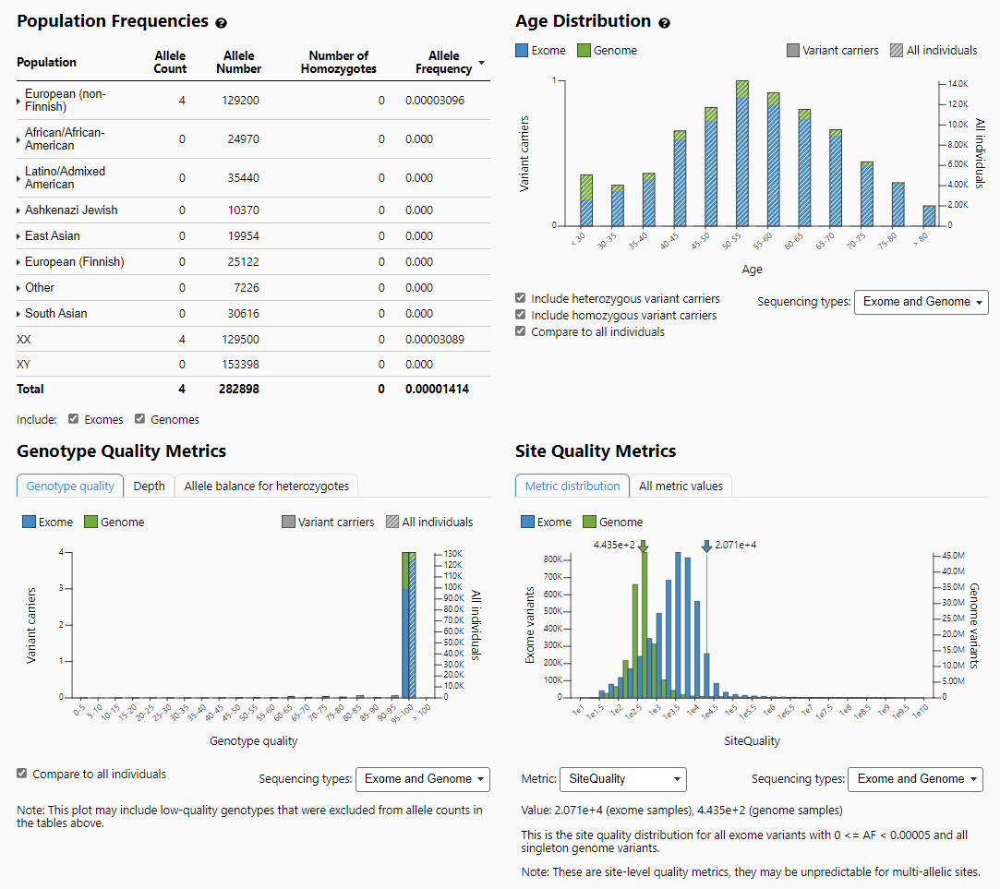 Population Frequencies ?
Population Allele Count Allele Number Number of Homozygotes Allele Frequency
European (non-Finnish) 4 129200 0 0.00003096
African/African-American 0 24970 0 0.000
Latino/Admixed American 0 35440 0 0.000
Ashkenazi Jewish 0 10370 0 0.000
East Asian 0 19954 0 0.000
European (Finnish) 0 25122 0 0.000
Other 0 7226 0 0.000
South Asian 0 30616 0 0.000
XX 4 129500 0 0.00003089
XY 0 153398 0 0.000
Total 4 282898 0 0.00001414
Include: Exomes Genomes
Age Distribution ?
Exome Genome Variant carriers All individuals
Variant carriers
1
0
14.0K
12.0K
10.0K
8.00K
6.00K
4.00K
2.00K
0
All individuals
< 30 30-35 35-40 40-45 45-50 50-55 55-60 60-65 65-70 70-75 75-80 > 80
Age
Include heterozygous variant carriers
Include homozygous variant carriers
Compare to all individuals
Sequencing types: Exome and Genome
Genotype Quality Metrics
Genotype quality Depth Allele balance for heterozygotes
Exome Genome Variant carriers All individuals
Variant carriers
4
3
2
1
0
130K
120K
110K
100K
90.0K
80.0K
70.0K
60.0K
50.0K
40.0K
30.0K
20.0K
10.0K
All individuals
0-5 5-10 10-15 15-20 20-25 25-30 30-35 35-40 40-45 45-50 50-55 55-60 60-65 65-70 70-75 75-80 80-85 85-90 90-95 95-100 > 100
Genotype quality
Compare to all individuals
Sequencing types: Exome and Genome
Note: This plot may include low-quality genotypes that were excluded from allele counts in
the tables above.
Site Quality Metrics
Metric distribution All metric values
Exome Genome
4.435e+2 2.071e+4
Exome variants
800K
700K
600K
500K
400K
300K
200K
100K
0
45.0M
40.0M
35.0M
30.0M
25.0M
20.0M
15.0M
10.0M
5.00M
0
Genome variants
1e1 1e1.5 1e2 1e2.5 1e3 1e3.5 1e4 1e4.5 1e5 1e5.5 1e6 1e6.5 1e7 1e7.5 1e8 1e8.5 1e9 1e9.5 1e10
SiteQuality
Metric: SiteQuality
Sequencing types: Exome and Genome
Value: 2.071e+4 (exome samples), 4.435e+2 (genome samples)
This is the site quality distribution for all exome variants with 0 <= AF < 0.00005 and all
singleton genome variants.
Note: These are site-level quality metrics, they may be unpredictable for multi-allelic sites.